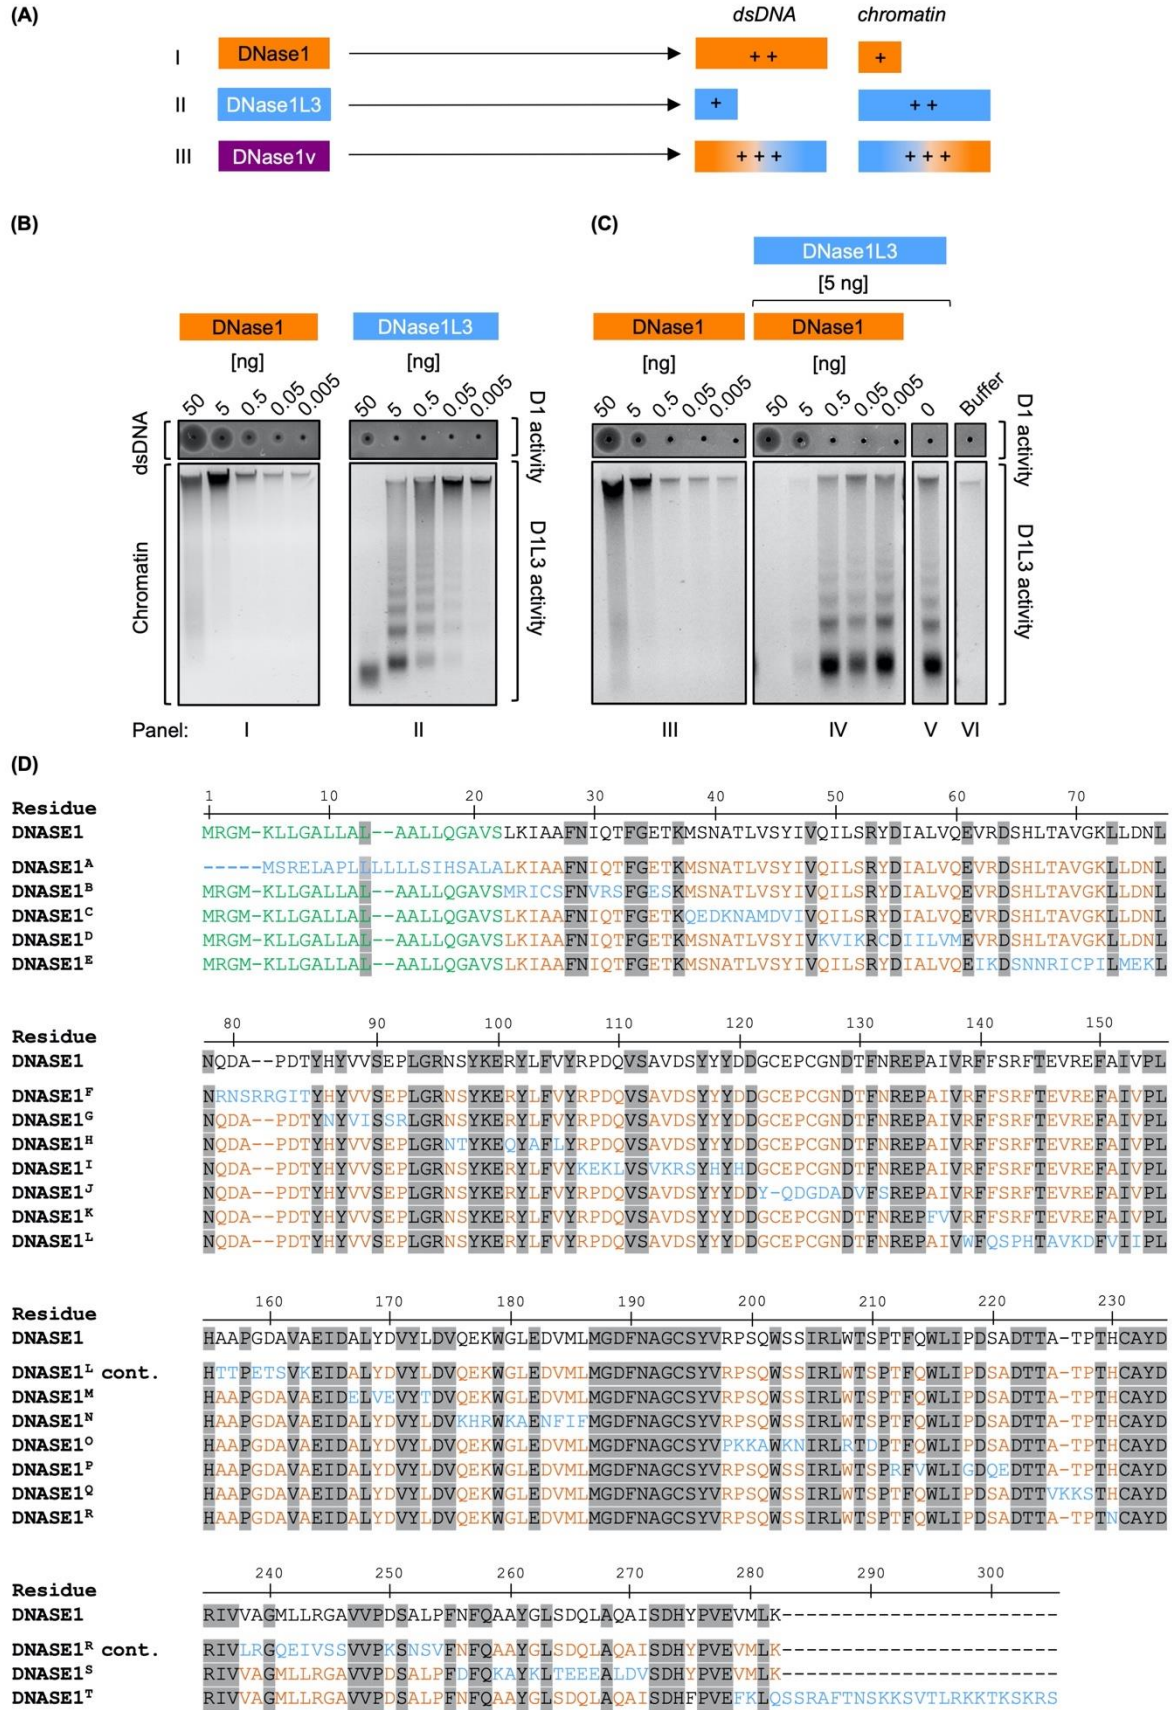 (A)
dsDNA chromatin
I DNase1 + + +
II DNase1L3 + + +
III DNase1v + + + + + +
(B) (C)
DNase1L3
[5 ng]
DNase1 DNase1L3 DNase1 DNase1
[ng] [ng] [ng] [ng]
50 5 0.5 0.05 0.005 50 5 0.5 0.05 0.005 50 5 0.5 0.05 0.005 50 5 0.5 0.05 0.005 0 Buffer
dsDNA D1 activity D1 activity
Chromatin D1L3 activity D1L3 activity
Panel: I II III IV V VI
(D)
Residue 1 10 20 30 40 50 60 70
DNASE1 MRGM-KLLGALLAL--AALLQGAVSLKIAAFNIQTFGETKMSNATLVSYIVQILSRYDIALVQEVRDSHLTAVGKLLDNL
DNASE1A -----MSRELAPLLLLLLSIHSALALKIAAFNIQTFGETKMSNATLVSYIVQILSRYDIALVQEVRDSHLTAVGKLLDNL
DNASE1B MRGM-KLLGALLAL--AALLQGAVSMRICSFNVRSFGESKMSNATLVSYIVQILSRYDIALVQEVRDSHLTAVGKLLDNL
DNASE1C MRGM-KLLGALLAL--AALLQGAVSLKIAAFNIQTFGETKQEDKNAMDVIVQILSRYDIALVQEVRDSHLTAVGKLLDNL
DNASE1D MRGM-KLLGALLAL--AALLQGAVSLKIAAFNIQTFGETKMSNATLVSYIVKVIKRCDIILVMEVRDSHLTAVGKLLDNL
DNASE1E MRGM-KLLGALLAL--AALLQGAVSLKIAAFNIQTFGETKMSNATLVSYIVQILSRYDIALVQEIKDSNNRICPILMEKL
Residue 80 90 100 110 120 130 140 150
DNASE1 NQDA--PDTYHYVVSEPLGRNSYKERYLFVYRPDQVSAVDSYYYDDGCEPCGNDTFNREPAIVRFFSRFTEVREFAIVPL
DNASE1F NRNSRRGITYHYVVSEPLGRNSYKERYLFVYRPDQVSAVDSYYYDDGCEPCGNDTFNREPAIVRFFSRFTEVREFAIVPL
DNASE1G NQDA--PDTYNYVISSRLGRNSYKERYLFVYRPDQVSAVDSYYYDDGCEPCGNDTFNREPAIVRFFSRFTEVREFAIVPL
DNASE1H NQDA--PDTYHYVVSEPLGRNTYKEQYAFLYRPDQVSAVDSYYYDDGCEPCGNDTFNREPAIVRFFSRFTEVREFAIVPL
DNASE1I NQDA--PDTYHYVVSEPLGRNSYKERYLFVYKEKLVSVKRSYHYHDGCEPCGNDTFNREPAIVRFFSRFTEVREFAIVPL
DNASE1J NQDA--PDTYHYVVSEPLGRNSYKERYLFVYRPDQVSAVDSYYYDDY-QDGDADVFSREPAIVRFFSRFTEVREFAIVPL
DNASE1K NQDA--PDTYHYVVSEPLGRNSYKERYLFVYRPDQVSAVDSYYYDDGCEPCGNDTFNREPFVVRFFSRFTEVREFAIVPL
DNASE1L NQDA--PDTYHYVVSEPLGRNSYKERYLFVYRPDQVSAVDSYYYDDGCEPCGNDTFNREPAIVWFQSPHTAVKDFVIIPL
Residue 160 170 180 190 200 210 220 230
DNASE1 HAAPGDAVAEIDALYDVYLDVQEKWGLEDVMLMGDFNAGCSYVRPSQWSSIRLWTSPTFQWLIPDSADTTA-TPTHCAYD
DNASE1L cont. HTTPETSVKEIDALYDVYLDVQEKWGLEDVMLMGDFNAGCSYVRPSQWSSIRLWTSPTFQWLIPDSADTTA-TPTHCAYD
DNASE1M HAAPGDAVAEIDELVEVYTDVQEKWGLEDVMLMGDFNAGCSYVRPSQWSSIRLWTSPTFQWLIPDSADTTA-TPTHCAYD
DNASE1N HAAPGDAVAEIDALYDVYLDVKHRWKAENFIFMGDFNAGCSYVRPSQWSSIRLWTSPTFQWLIPDSADTTA-TPTHCAYD
DNASE1O HAAPGDAVAEIDALYDVYLDVQEKWGLEDVMLMGDFNAGCSYVPKKAWKNIRLRTDPTFQWLIPDSADTTA-TPTHCAYD
DNASE1P HAAPGDAVAEIDALYDVYLDVQEKWGLEDVMLMGDFNAGCSYVRPSQWSSIRLWTSPRFVWLIGDQEDTTA-TPTHCAYD
DNASE1Q HAAPGDAVAEIDALYDVYLDVQEKWGLEDVMLMGDFNAGCSYVRPSQWSSIRLWTSPTFQWLIPDSADTTVKKSTHCAYD
DNASE1R HAAPGDAVAEIDALYDVYLDVQEKWGLEDVMLMGDFNAGCSYVRPSQWSSIRLWTSPTFQWLIPDSADTTA-TPTNCAYD
Residue 240 250 260 270 280 290 300
DNASE1 RIVVAGMLLRGAVVPDSALPFNFQAAYGLSDQLAQAISDHYPVEVMLK-----------------------
DNASE1R cont. RIVLRGQEIVSSVVPKSNSVFNFQAAYGLSDQLAQAISDHYPVEVMLK-----------------------
DNASE1S RIVVAGMLLRGAVVPDSALPFDFQKAYKLTEEEALDVSDHYPVEVMLK-----------------------
DNASE1T RIVVAGMLLRGAVVPDSALPFNFQAAYGLSDQLAQAISDHFPVEFKLQSSRAFTNSKKSVTLRKKTKSKRS